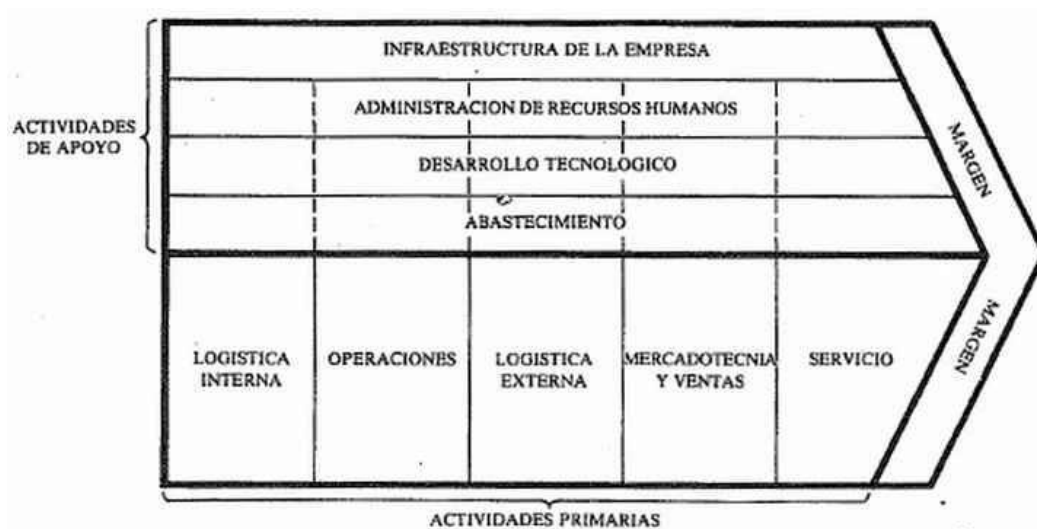 INFRAESTRUCTURA DE LA EMPRESA
ADMINISTRACION DE RECURSOS HUMANOS
ACTIVIDADES
DE APOYO
DESARROLLO TECNOLOGICO
ABASTECIMIENTO
MARGEN
LOGISTICA
INTERNA
OPERACIONES
LOGISTICA
EXTERNA
MERCADOTECNIA
Y VENTAS
SERVICIO
MARGEN
ACTIVIDADES PRIMARIAS